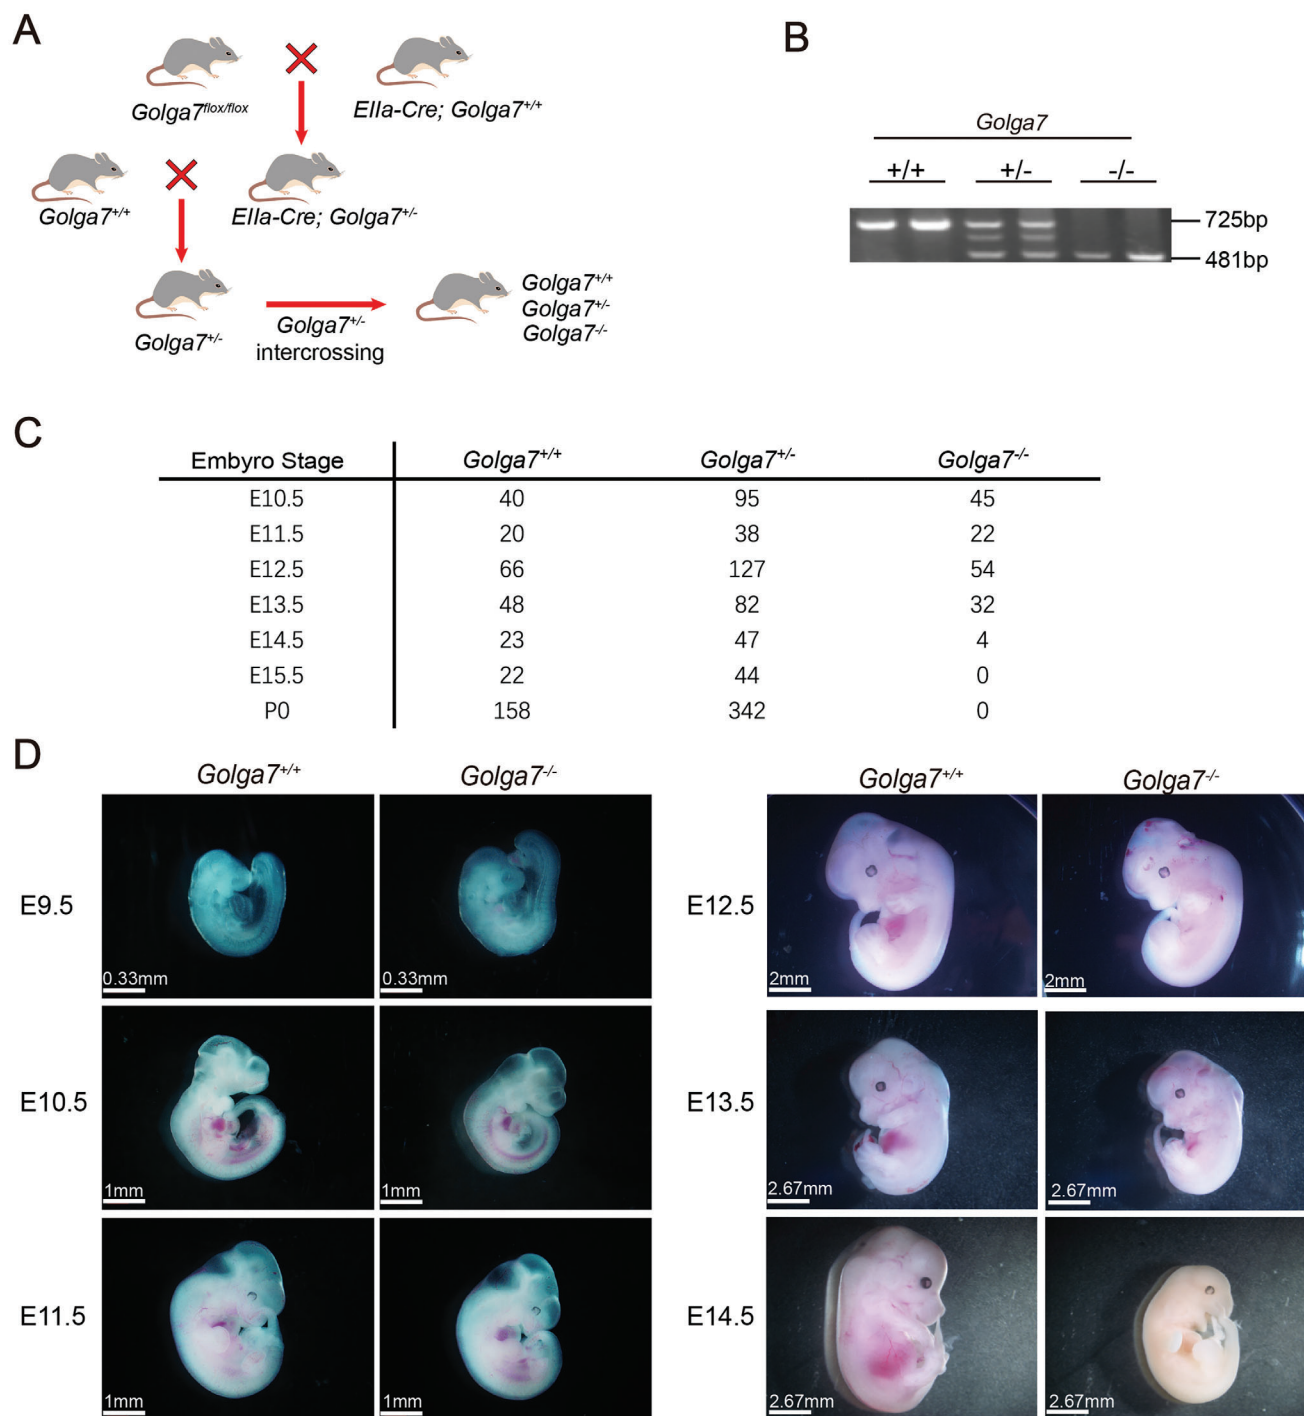 A
Golga7flox/flox
EIIa-Cre; Golga7+/+
Golga7+/+
EIIa-Cre; Golga7+/-
Golga7+/-
Golga7+/-
intercrossing
Golga7+/+
Golga7+/-
Golga7-/-
B
Golga7
+/+ +/- -/-
725bp
481bp
C
Embyro Stage Golga7+/+ Golga7+/- Golga7-/-
E10.5 40 95 45
E11.5 20 38 22
E12.5 66 127 54
E13.5 48 82 32
E14.5 23 47 4
E15.5 22 44 0
P0 158 342 0
D
Golga7+/+ Golga7-/-
E9.5
0.33mm 0.33mm
E10.5
1mm 1mm
E11.5
1mm 1mm
Golga7+/+ Golga7-/-
E12.5
2mm 2mm
E13.5
2.67mm 2.67mm
E14.5
2.67mm 2.67mm